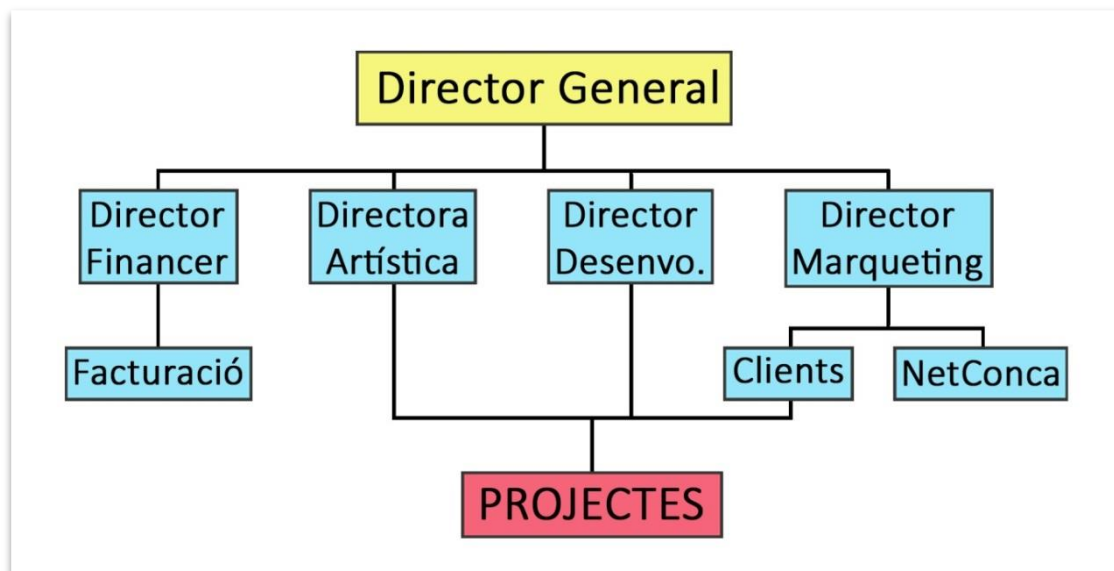 Director General
Director
Financer
Directora
Artística
Director
Desenvo.
Director
Marqueting
Facturació
Clients
NetConca
PROJECTES